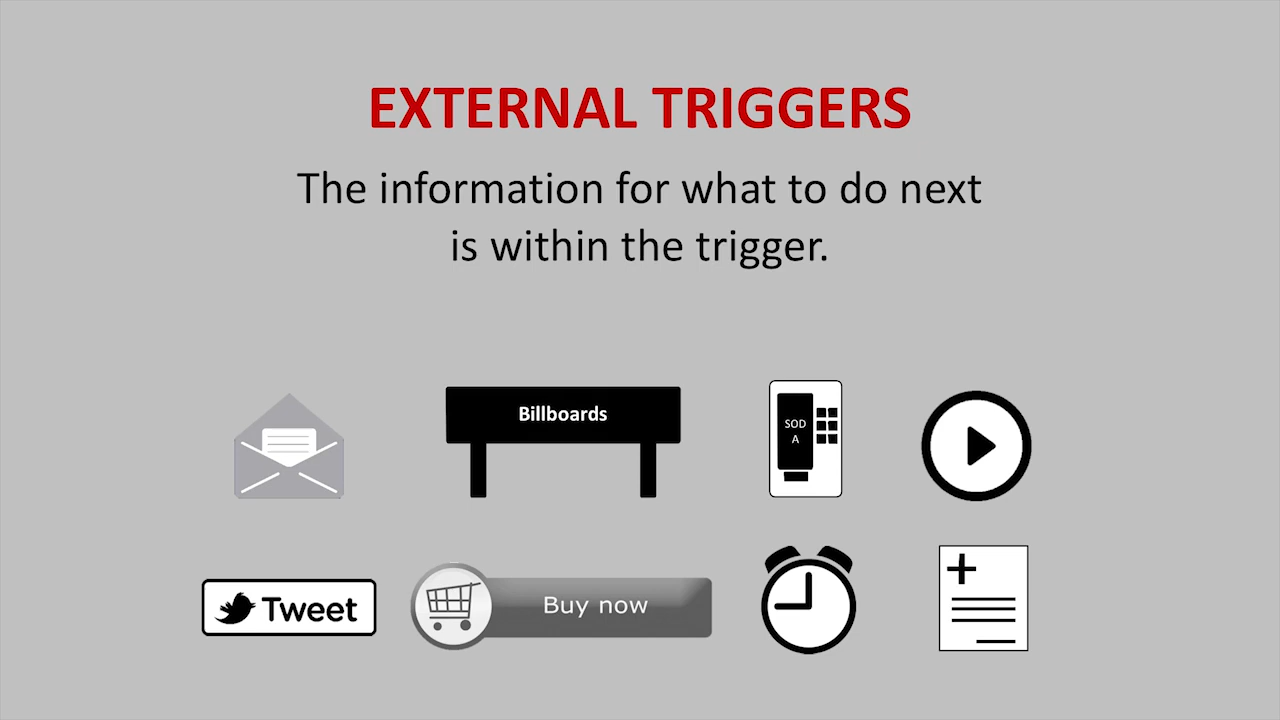 EXTERNAL TRIGGERS
The information for what to do next
is within the trigger.
Billboards
SOD
A
Tweet
Buy now